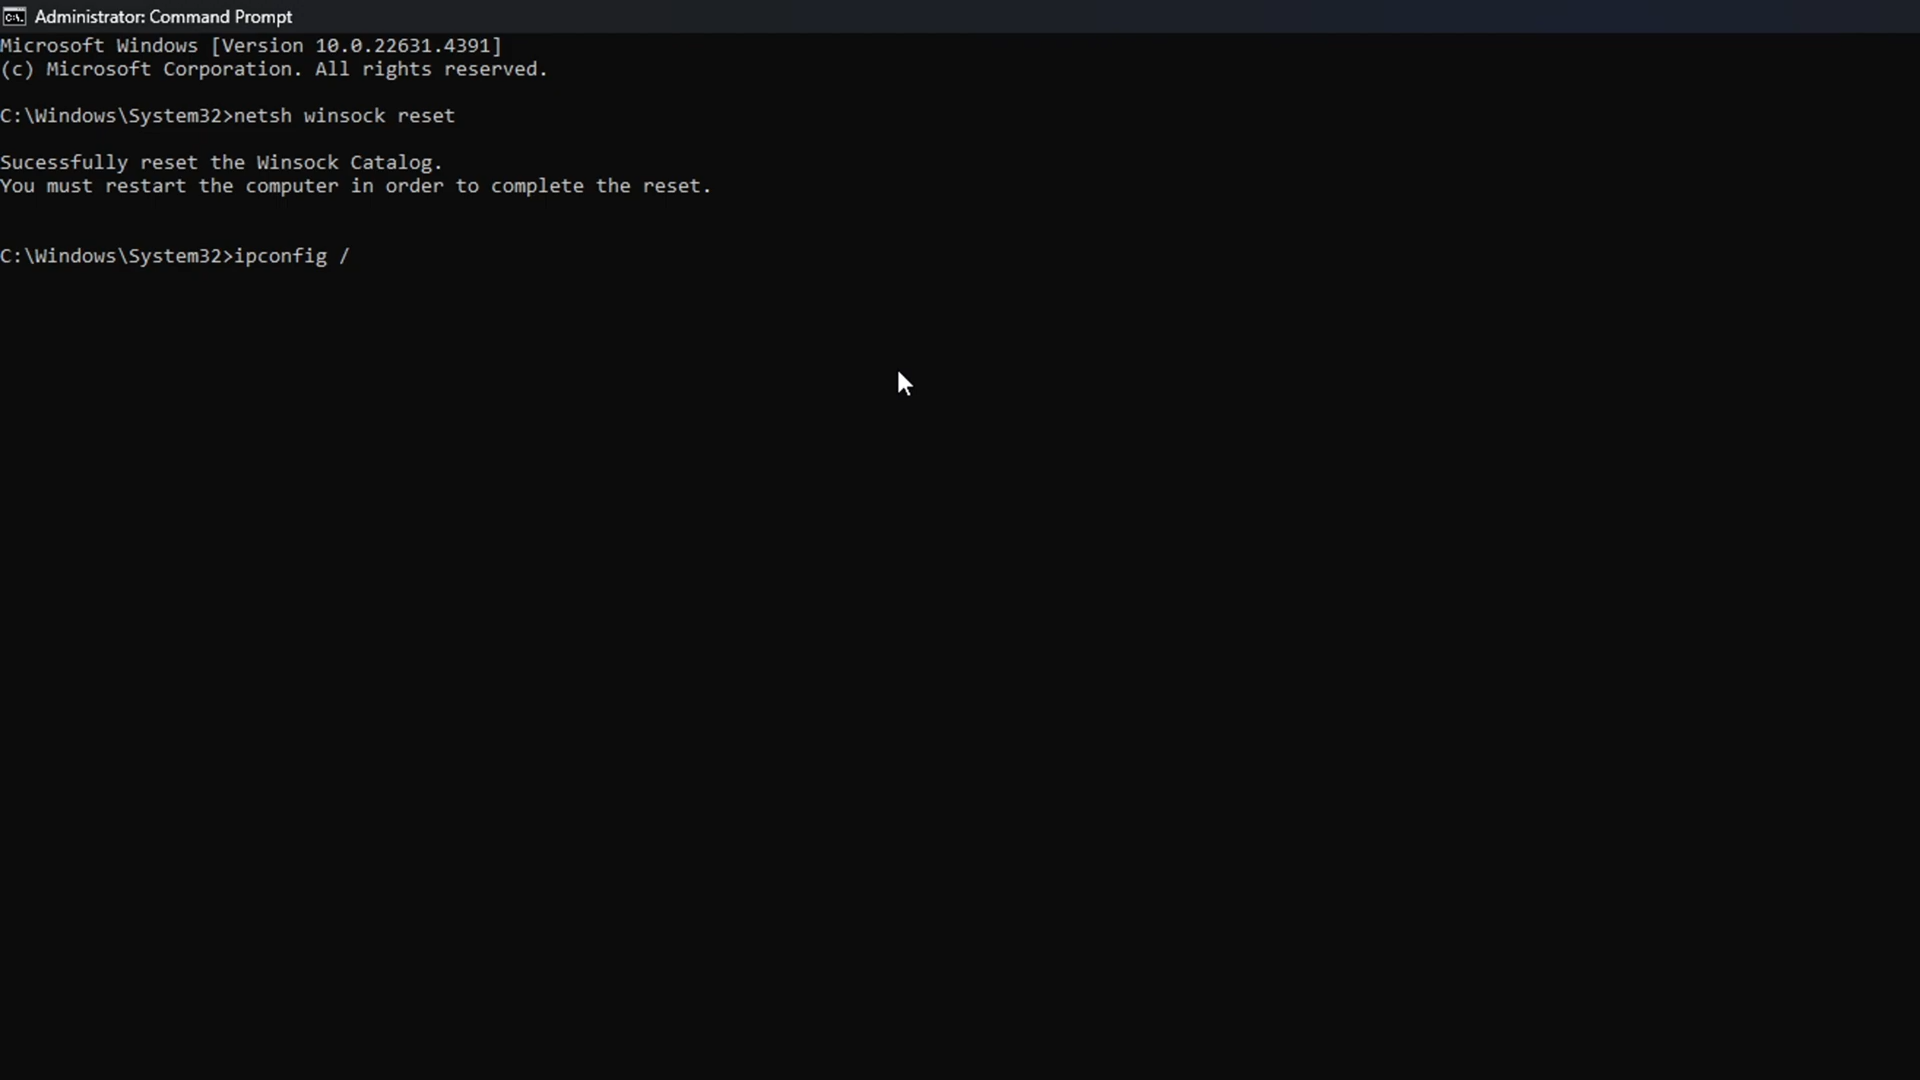 Administrator: Command Prompt
Microsoft Windows [Version 10.0.22631.4391]
(c) Microsoft Corporation. All rights reserved.
C:\Windows\System32>netsh winsock reset
Sucessfully reset the Winsock Catalog.
You must restart the computer in order to complete the reset.
C:\Windows\System32>ipconfig /